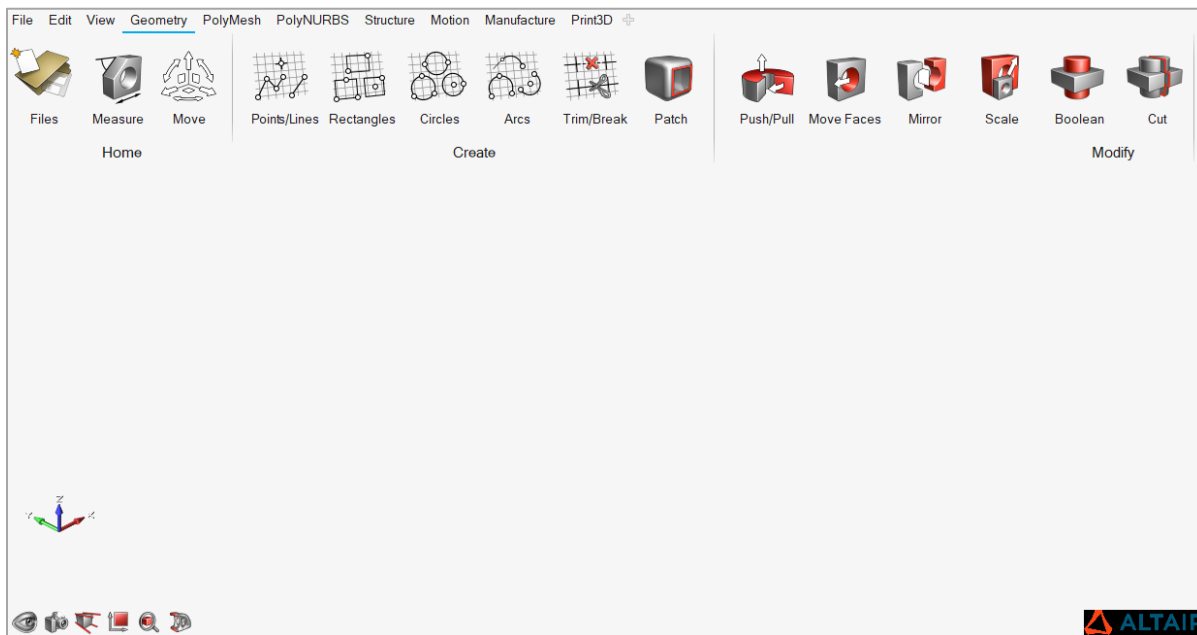 File Edit View Geometry PolyMesh PolyNURBS Structure Motion Manufacture Print3D
Files Measure Move Points/Lines Rectangles Circles Arcs Trim/Break Patch Push/Pull Move Faces Mirror Scale Boolean Cut
Home Create Modify
Z
Y X
ALTAIR